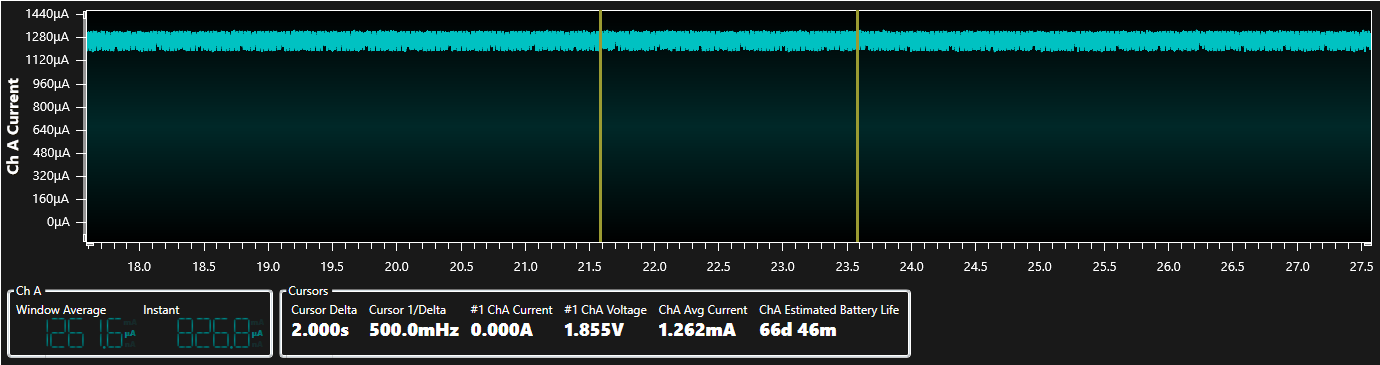 Ch A Current
1440µA
1280µA
1120µA
960µA
800µA
640µA
480µA
320µA
160µA
0µA
18.0 18.5 19.0 19.5 20.0 20.5 21.0 21.5 22.0 22.5 23.0 23.5 24.0 24.5 25.0 25.5 26.0 26.5 27.0 27.5
Ch A
Window Average Instant
1261.6 µA 826.8 µA
Cursors
Cursor Delta Cursor 1/Delta #1 ChA Current #1 ChA Voltage ChA Avg Current ChA Estimated Battery Life
2.000s 500.0mHz 0.000A 1.855V 1.262mA 66d 46m